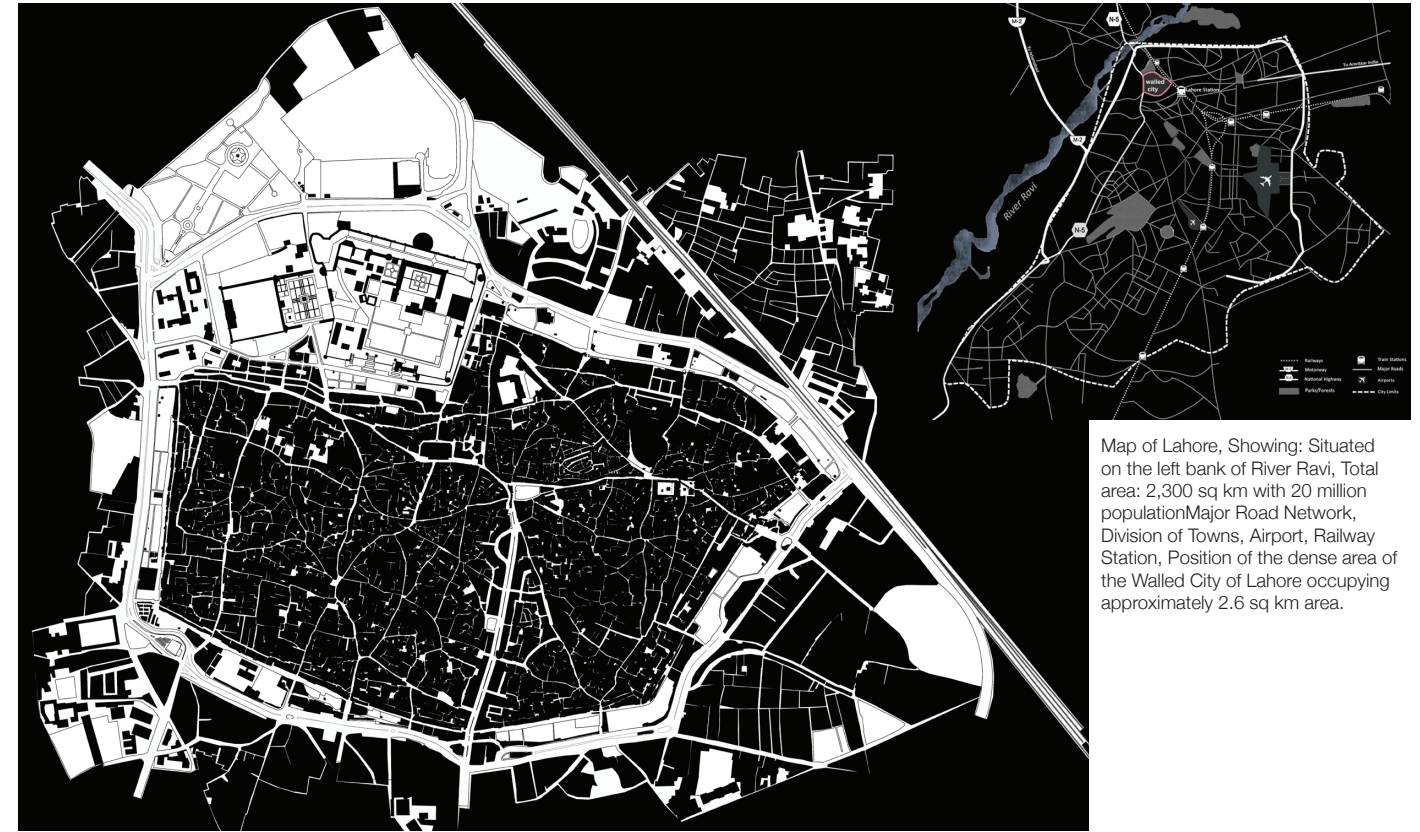 M-2
N-5
To Amritsar India
walled
city
Lahore Station
M-2
River Ravi
N-5
Railways
Train Stations
Motorway
Major Roads
National Highway
Airports
Parks/Forests
City Limits
Map of Lahore, Showing: Situated
on the left bank of River Ravi, Total
area: 2,300 sq km with 20 million
populationMajor Road Network,
Division of Towns, Airport, Railway
Station, Position of the dense area of
the Walled City of Lahore occupying
approximately 2.6 sq km area.